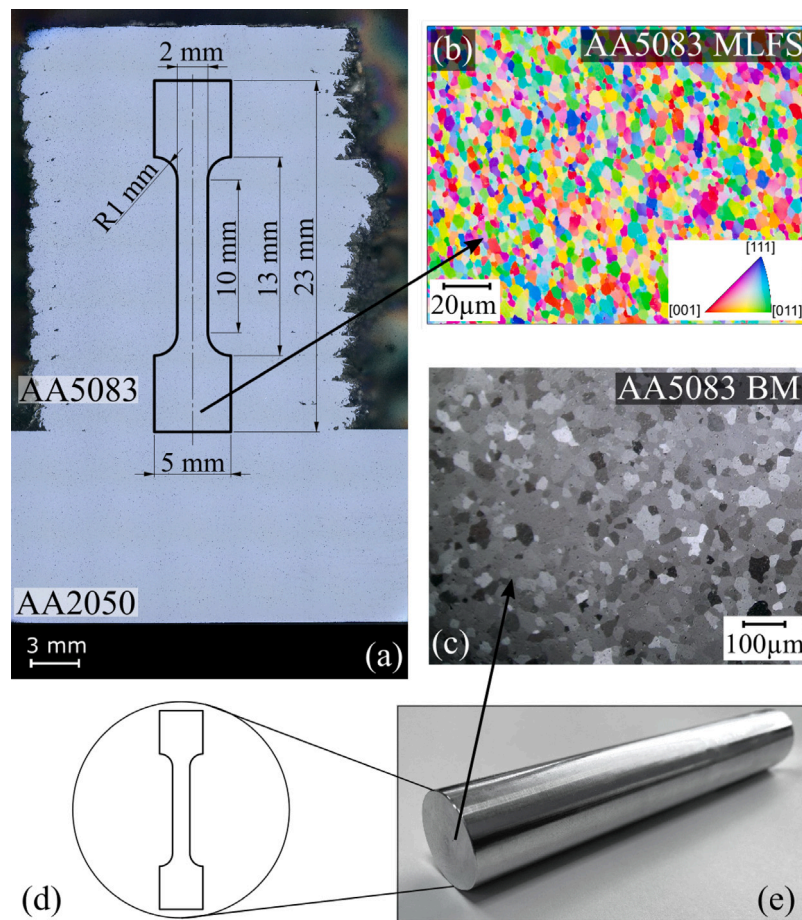 2 mm
R1 mm
10 mm
13 mm
23 mm
AA5083
5 mm
AA2050
3 mm
(a)
(b)
AA5083 MLFS
[111]
20µm
[001]
[011]
AA5083 BM
(c)
100µm
(d)
(e)